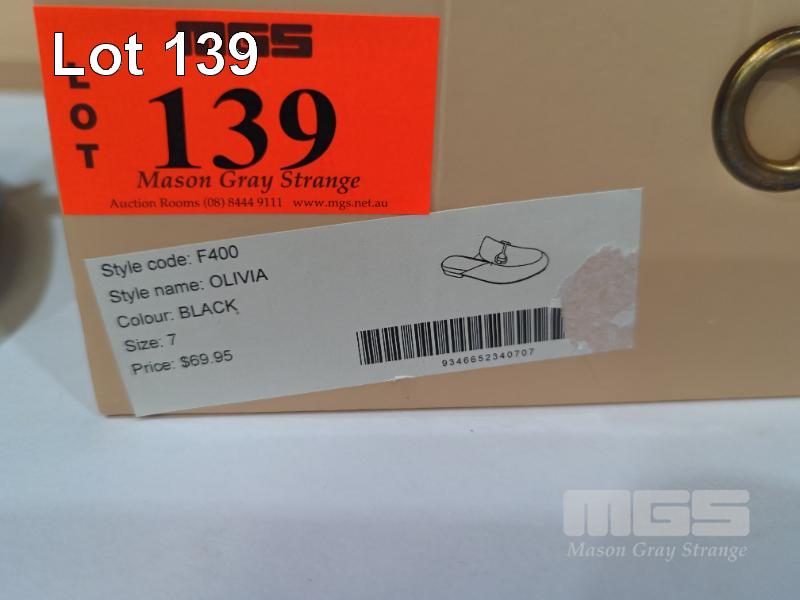 Lot 139
MGS
LOT
139
Mason Gray Strange
Auction Rooms (08) 8444 9111 www.mgs.net.au
Style code: F400
Style name: OLIVIA
Colour: BLACK
Size: 7
Price: $69.95
9346652340707
MGS
Mason Gray Strange